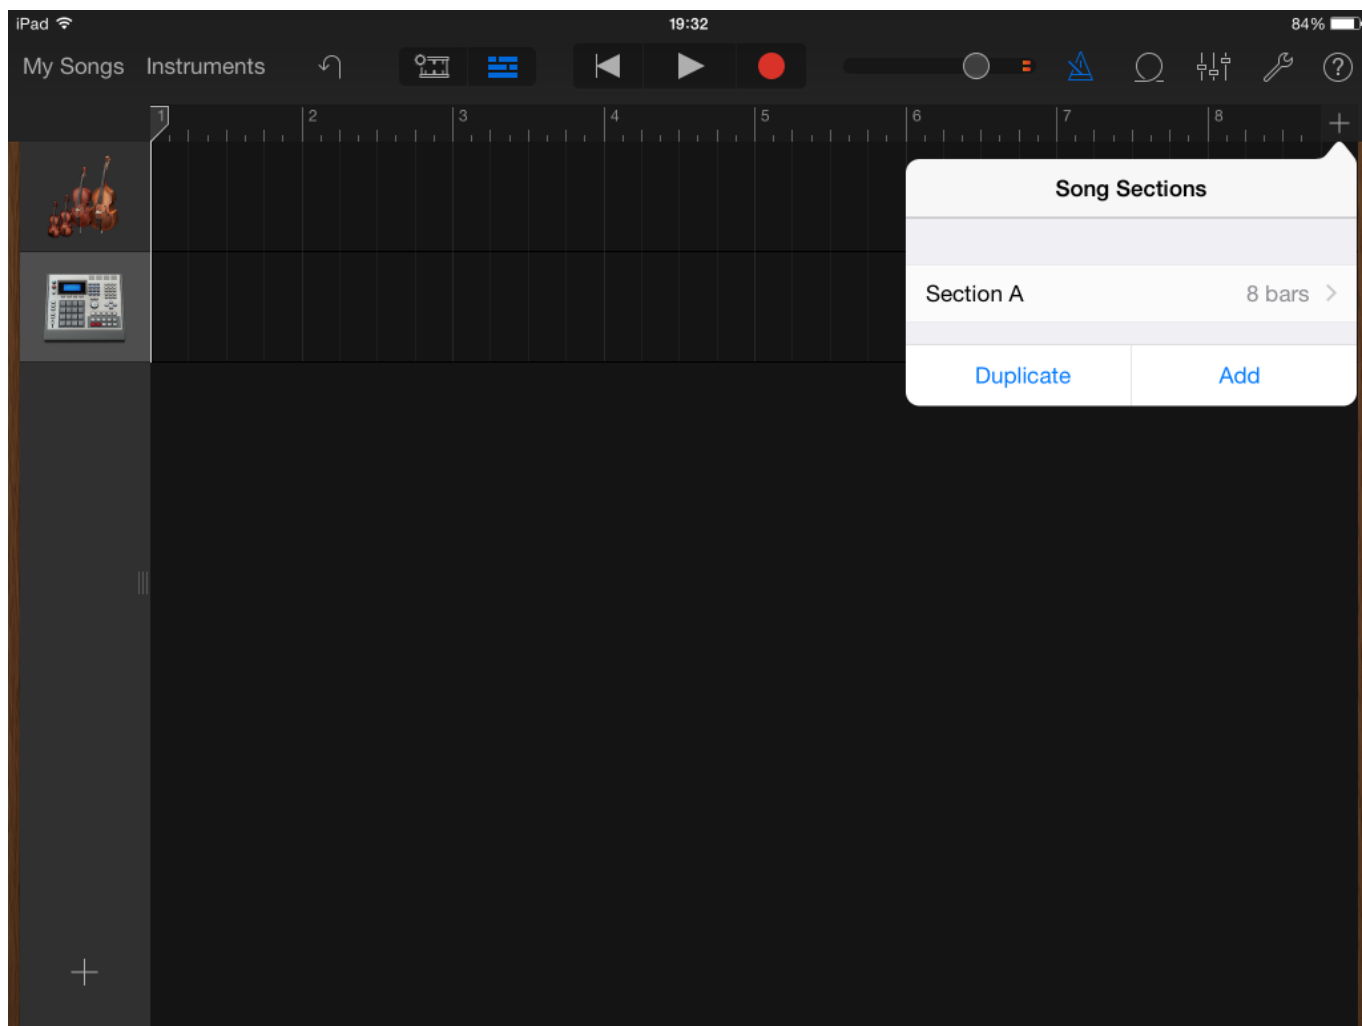 iPad 19:32 84%
My Songs Instruments ?
1 2 3 4 5 6 7 8
Song Sections
Section A 8 bars
Duplicate Add